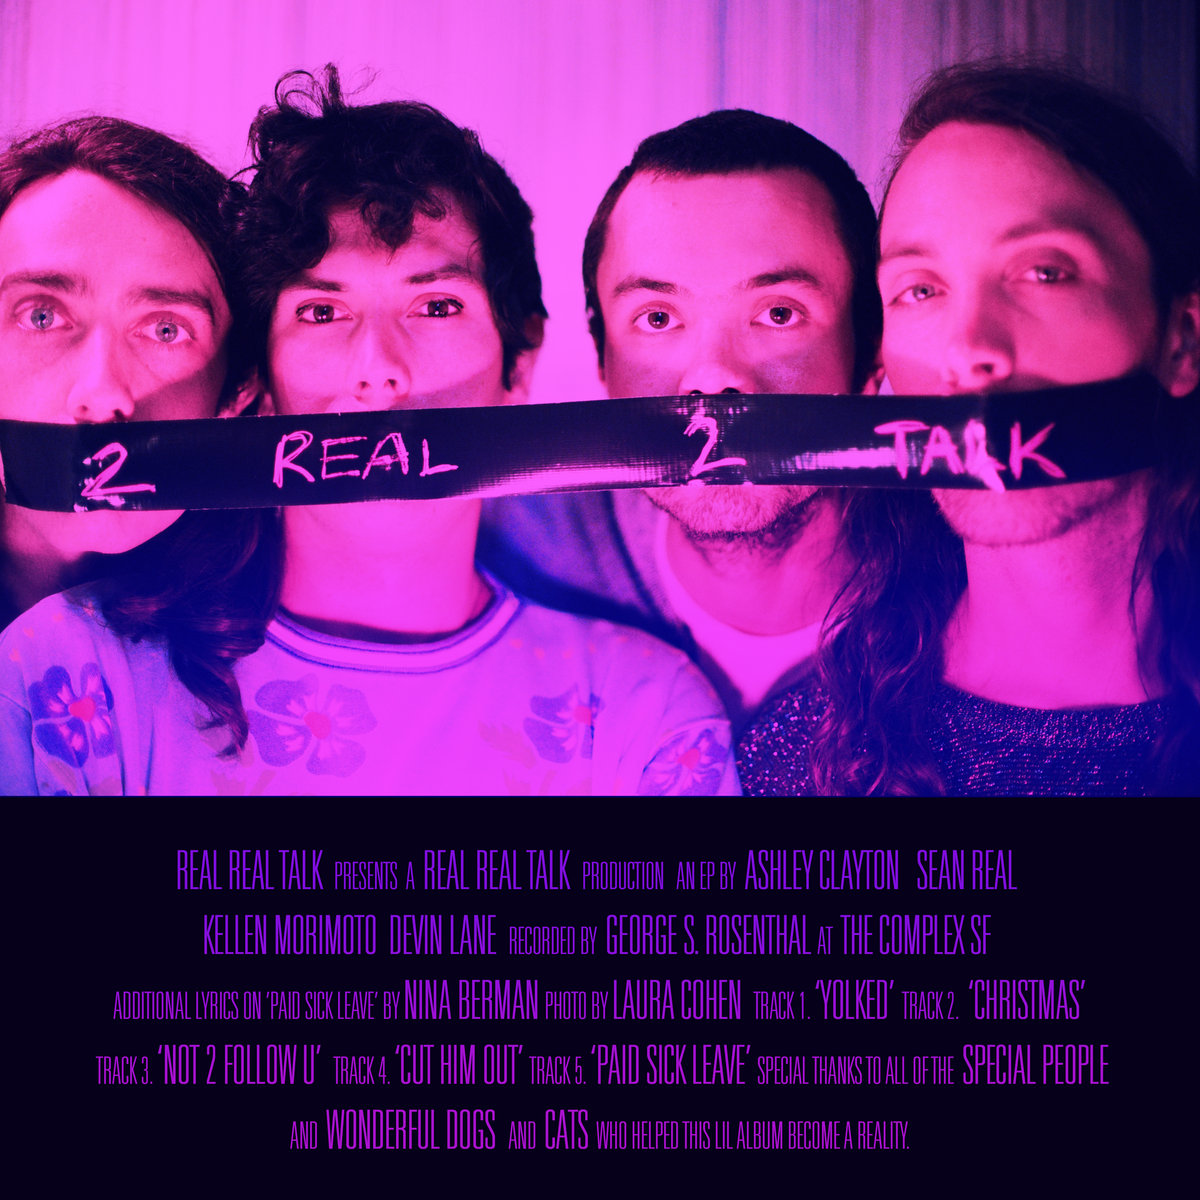 2 REAL 2 TALK
REAL REAL TALK PRESENTS A REAL REAL TALK PRODUCTION AN EP BY ASHLEY CLAYTON SEAN REAL
KELLEN MORIMOTO DEVIN LANE RECORDED BY GEORGE S. ROSENTHAL AT THE COMPLEX SF
ADDITIONAL LYRICS ON 'PAID SICK LEAVE' BY NINA BERMAN PHOTO BY LAURA COHEN TRACK 1. 'YOLKED' TRACK 2. 'CHRISTMAS'
TRACK 3. 'NOT 2 FOLLOW U' TRACK 4. 'CUT HIM OUT' TRACK 5. 'PAID SICK LEAVE' SPECIAL THANKS TO ALL OF THE SPECIAL PEOPLE
AND WONDERFUL DOGS AND CATS WHO HELPED THIS LIL ALBUM BECOME A REALITY.